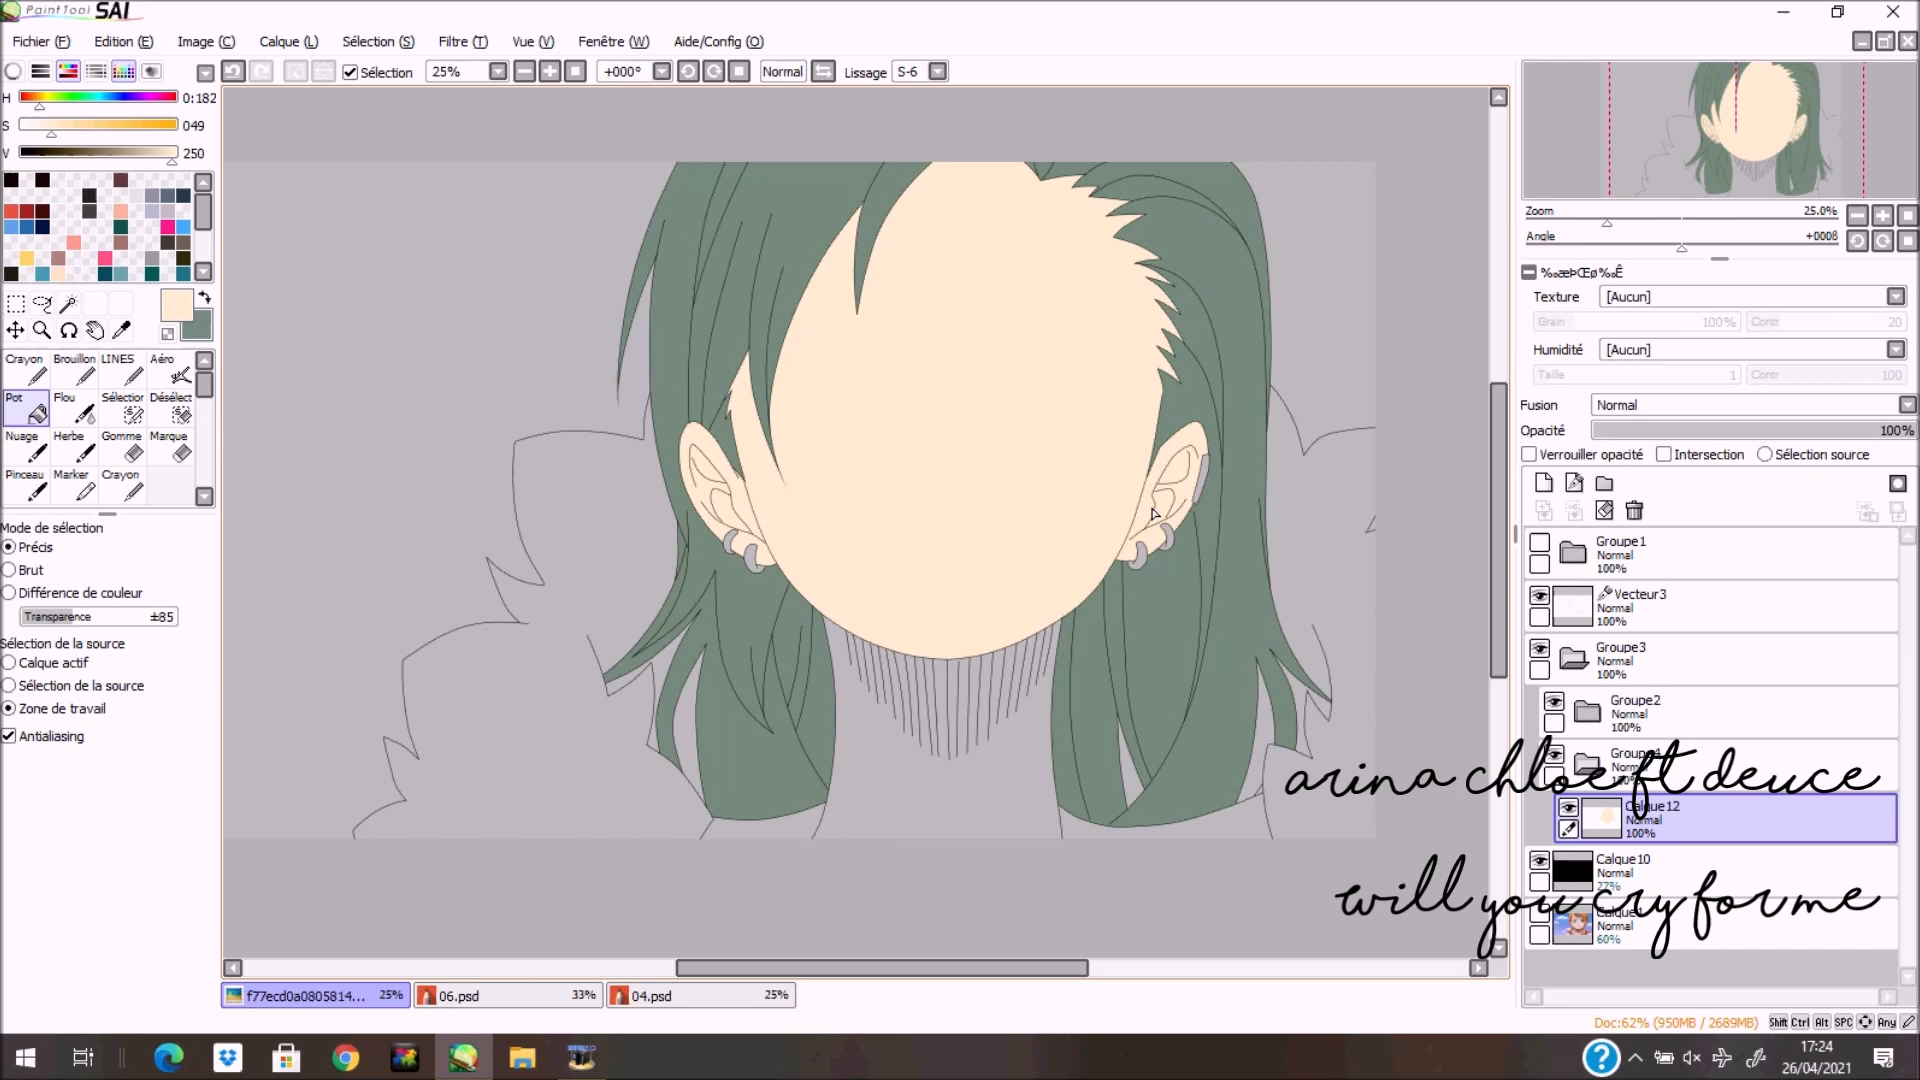 PaintTool SAI
Fichier (F) Edition (E) Image (C) Calque (L) Sélection (S) Filtre (T) Vue (V) Fenêtre (W) Aide/Config (O)
Sélection 25% +000° Normal Lissage S-6
H 0:182
S 049
V 250
Crayon Brouillon LINES Aéro
Pot Flou Sélection Désélect
Nuage Herbe Gomme Marque
Pinceau Marker Crayon
Mode de sélection
Précis
Brut
Différence de couleur
Transparence ±85
Sélection de la source
Calque actif
Sélection de la source
Zone de travail
Antialiasing
Zoom 25.0%
Angle +000ß
‰æÞŒø‰Ê
Texture [Aucun]
Grain 100% Contr 20
Humidité [Aucun]
Taille 1 Contr 100
Fusion Normal
Opacité 100%
Verrouiller opacité Intersection Sélection source
Groupe1
Normal
100%
Vecteur3
Normal
100%
Groupe3
Normal
100%
Groupe2
Normal
100%
Groupe4
Normal
100%
Calque12
Normal
100%
Calque10
Normal
27%
Calque1
Normal
60%
arina chloe ft deuce
will you cry for me
f77ecd0a0805814... 25% 06.psd 33% 04.psd 25%
Doc:62% (950MB / 2689MB) Shift Ctrl Alt SPC Any
17:24
26/04/2021